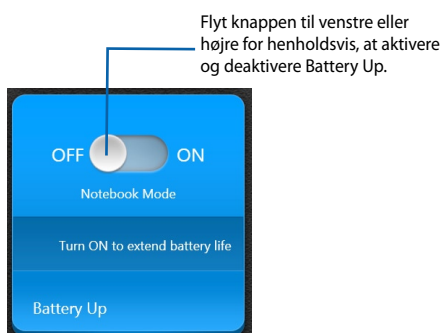 Flyt knappen til venstre eller
højre for henholdsvis, at aktivere
og deaktivere Battery Up.
OFF ON
Notebook Mode
Turn ON to extend battery life
Battery Up